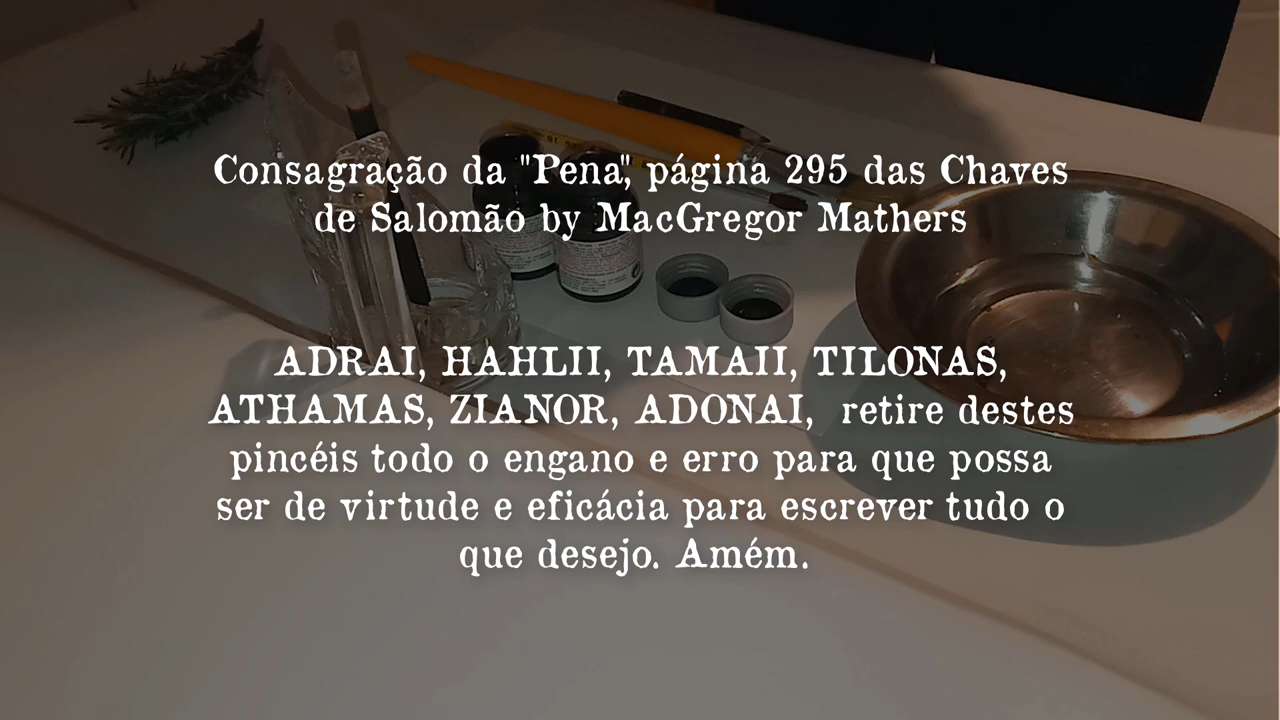 Consagração da "Pena", página 295 das Chaves
de Salomão by MacGregor Mathers
ADRAI, HAHLII, TAMAII, TILONAS,
ATHAMAS, ZIANOR, ADONAI, retire destes
pincéis todo o engano e erro para que possa
ser de virtude e eficácia para escrever tudo o
que desejo. Amém.